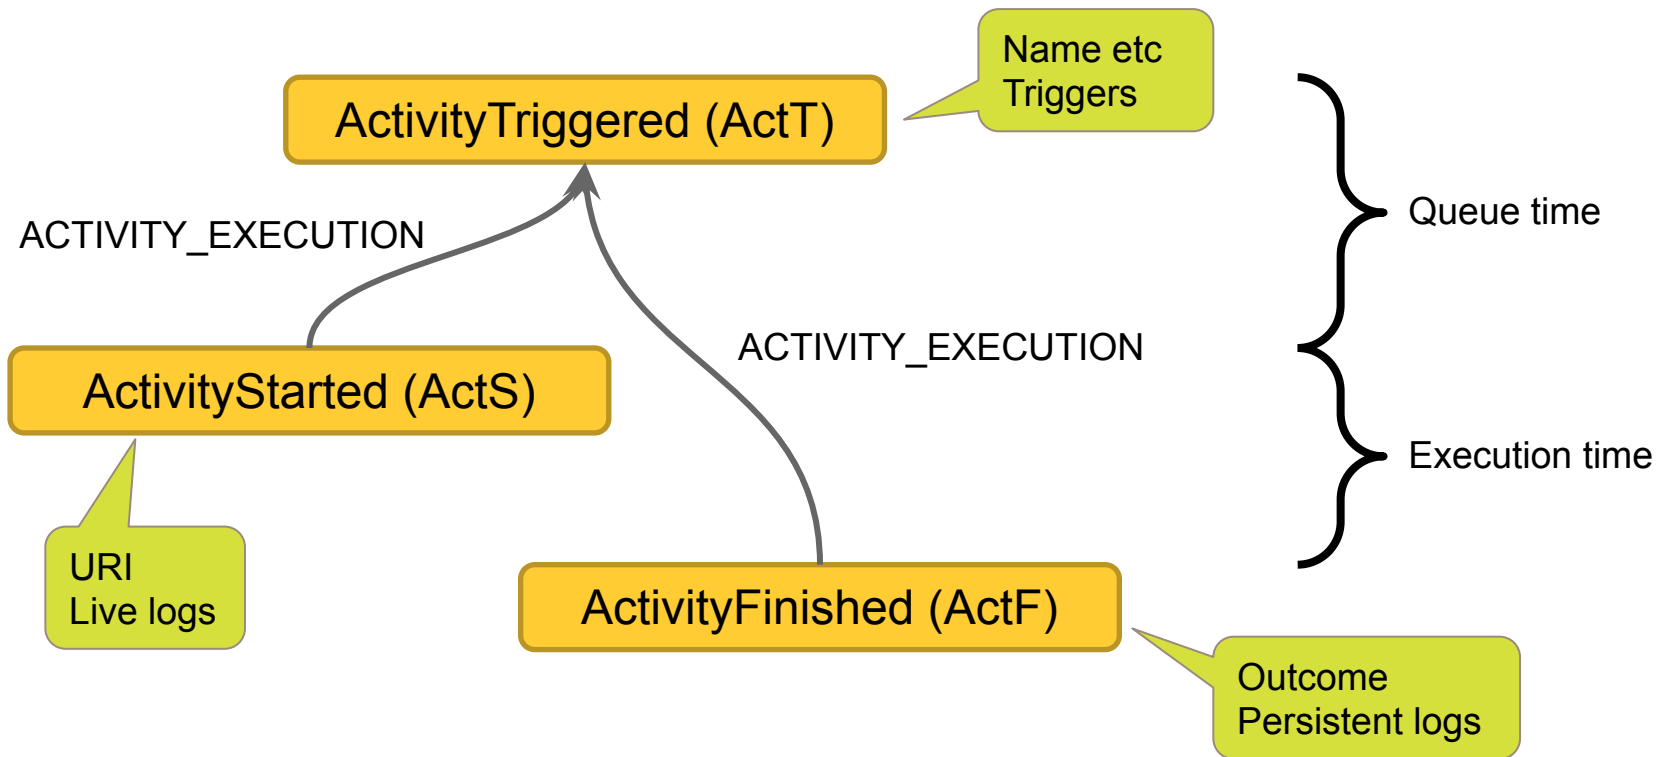 Name etc
Triggers
ActivityTriggered (ActT)
Queue time
ACTIVITY_EXECUTION
ACTIVITY_EXECUTION
ActivityStarted (ActS)
Execution time
URI
Live logs
ActivityFinished (ActF)
Outcome
Persistent logs